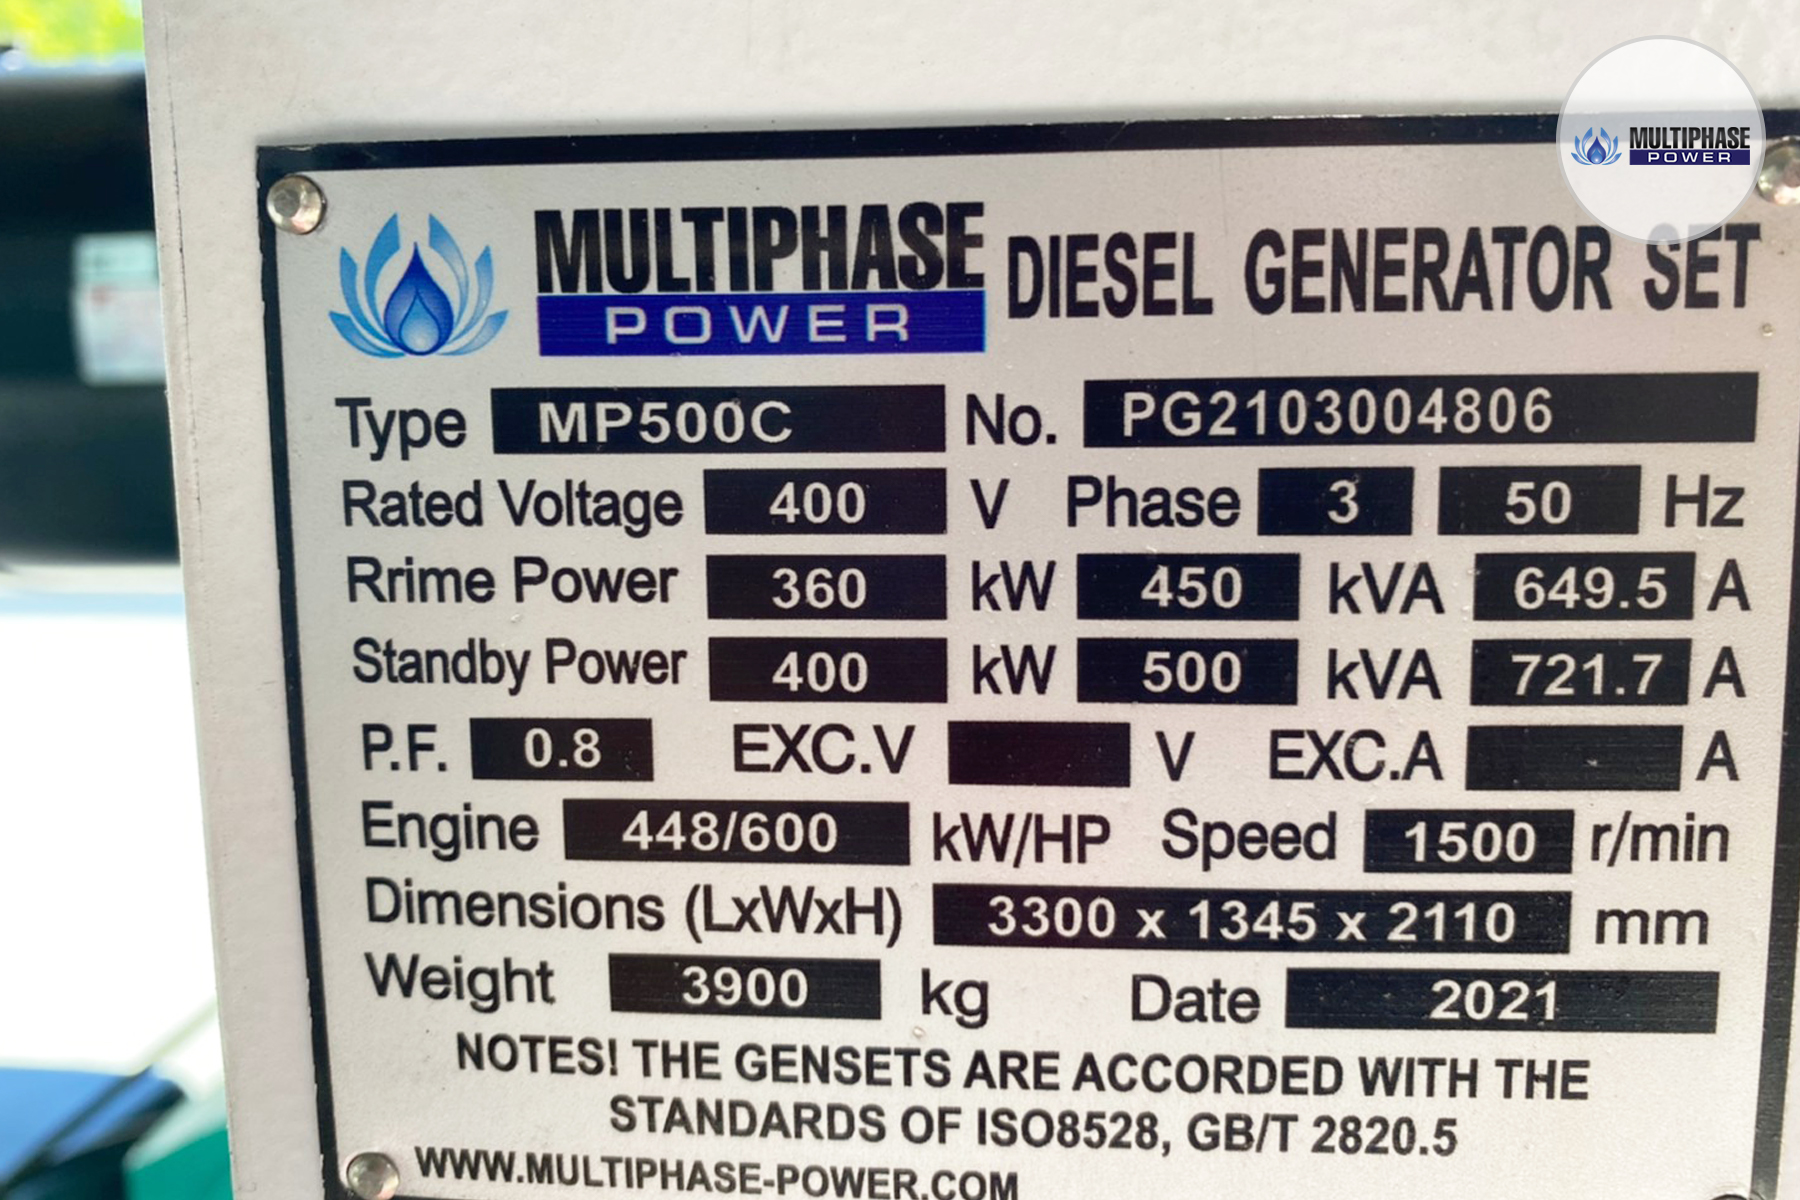 MULTIPHASE
POWER
MULTIPHASE
POWER
DIESEL GENERATOR SET
Type MP500C No. PG2103004806
Rated Voltage 400 V Phase 3 50 Hz
Rrime Power 360 kW 450 kVA 649.5 A
Standby Power 400 kW 500 kVA 721.7 A
P.F. 0.8 EXC.V V EXC.A A
Engine 448/600 kW/HP Speed 1500 r/min
Dimensions (LxWxH) 3300 x 1345 x 2110 mm
Weight 3900 kg Date 2021
NOTES! THE GENSETS ARE ACCORDED WITH THE
STANDARDS OF ISO8528, GB/T 2820.5
WWW.MULTIPHASE-POWER.COM